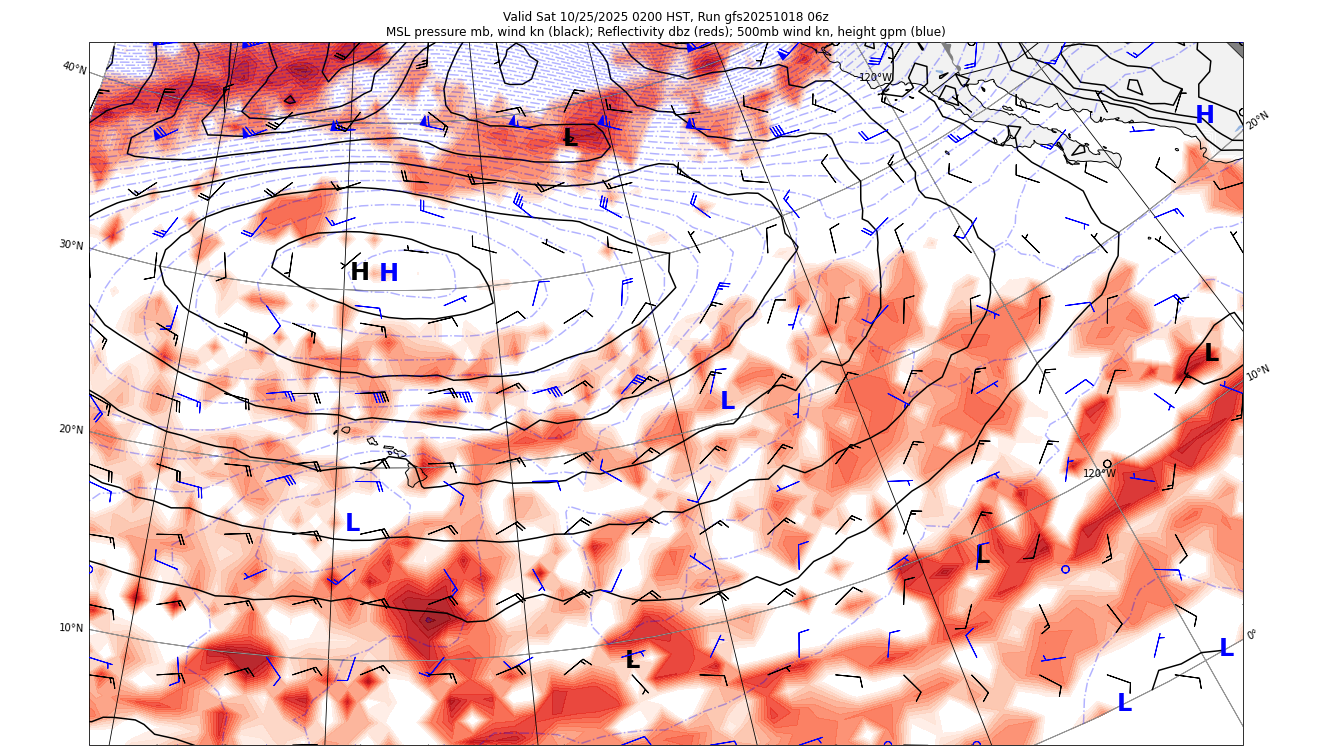 Valid Sat 10/25/2025 0200 HST, Run gfs20251018 06z
MSL pressure mb, wind kn (black); Reflectivity dbz (reds); 500mb wind kn, height gpm (blue)
40°N
120°W
H
20°N
L
30°N
H H
L
10°N
L
20°N
120°W
L
L
10°N
0°
L
L
L